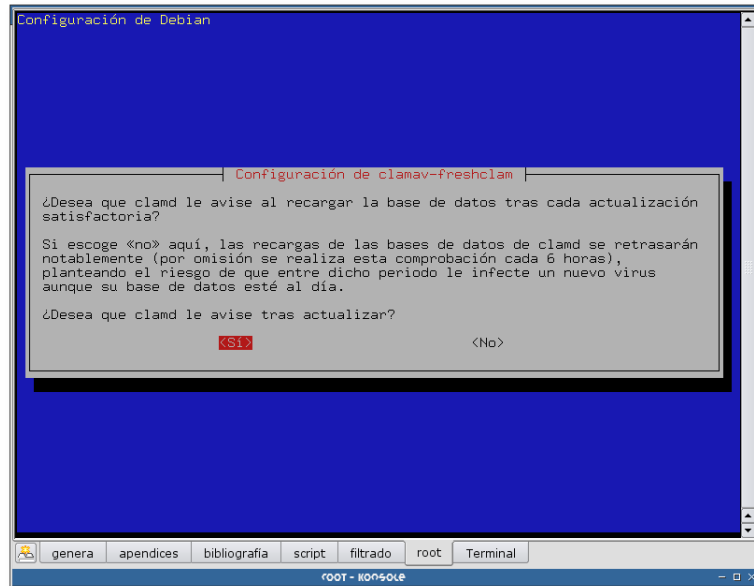 Configuración de Debian
Configuración de clamav-freshclam
¿Desea que clamd le avise al recargar la base de datos tras cada actualización
satisfactoria?
Si escoge «no» aquí, las recargas de las bases de datos de clamd se retrasarán
notablemente (por omisión se realiza esta comprobación cada 6 horas),
planteando el riesgo de que entre dicho periodo le infecte un nuevo virus
aunque su base de datos esté al día.
¿Desea que clamd le avise tras actualizar?
<Sí> <No>
genera apendices bibliografía script filtrado root Terminal
root - Konsole